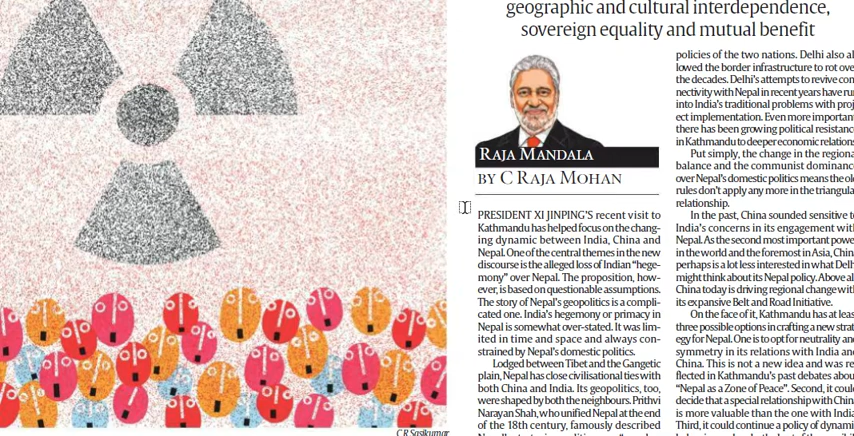 geographic and cultural interdependence,
sovereign equality and mutual benefit
RAJA MANDALA
BY C RAJA MOHAN
PRESIDENT XI JINPING'S recent visit to
Kathmandu has helped focus on the chang-
ing dynamic between India, China and
Nepal. One of the central themes in the new
discourse is the alleged loss of Indian "hege-
mony" over Nepal. The proposition, how-
ever, is based on questionable assumptions.
The story of Nepal's geopolitics is a compli-
cated one. India's hegemony or primacy in
Nepal is somewhat over-stated. It was lim-
ited in time and space and always con-
strained by Nepal's domestic politics.
Lodged between Tibet and the Gangetic
plain, Nepal has close civilisational ties with
both China and India. Its geopolitics, too,
were shaped by both the neighbours. Prithvi
Narayan Shah, who unified Nepal at the end
of the 18th century, famously described
policies of the two nations. Delhi also al
lowed the border infrastructure to rot over
the decades. Delhi's attempts to revive con
nectivity with Nepal in recent years have run
into India's traditional problems with proj
ect implementation. Even more important
there has been growing political resistance
in Kathmandu to deeper economic relations
Put simply, the change in the regiona
balance and the communist dominance
over Nepal's domestic politics means the old
rules don't apply any more in the triangula
relationship.
In the past, China sounded sensitive to
India's concerns in its engagement with
Nepal. As the second most important power
in the world and the foremost in Asia, China
perhaps is a lot less interested in what Delh
might think about its Nepal policy. Above al
China today is driving regional change with
its expansive Belt and Road Initiative.
On the face of it, Kathmandu has at leas
three possible options in crafting a new strat
egy for Nepal. One is to opt for neutrality and
symmetry in its relations with India and
China. This is not a new idea and was re
flected in Kathmandu's past debates abou
"Nepal as a Zone of Peace". Second, it could
decide that a special relationship with China
is more valuable than the one with India
Third, it could continue a policy of dynami
C R Sasikumar